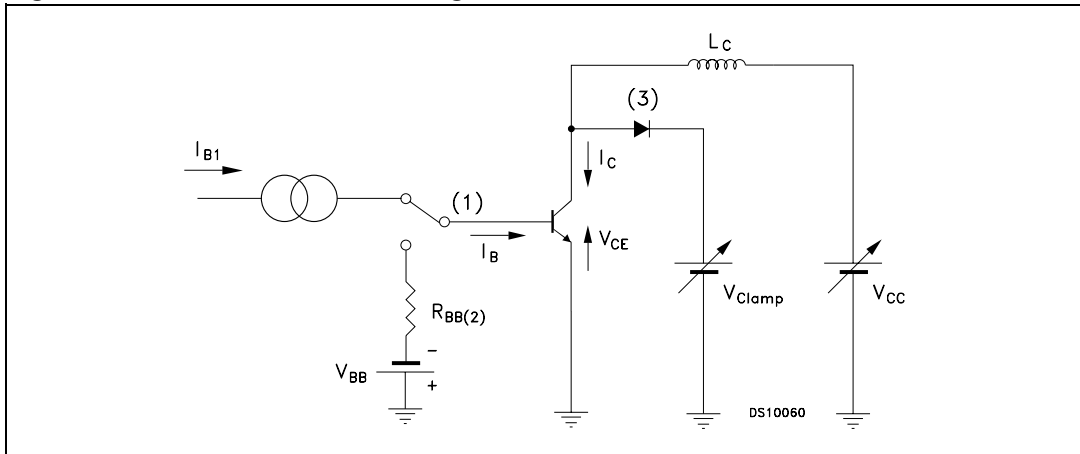 L_C
(3)
I_B1
I_C
(1)
I_B
V_CE
R_BB(2)
V_Clamp
V_CC
−
V_BB
+
DS10060